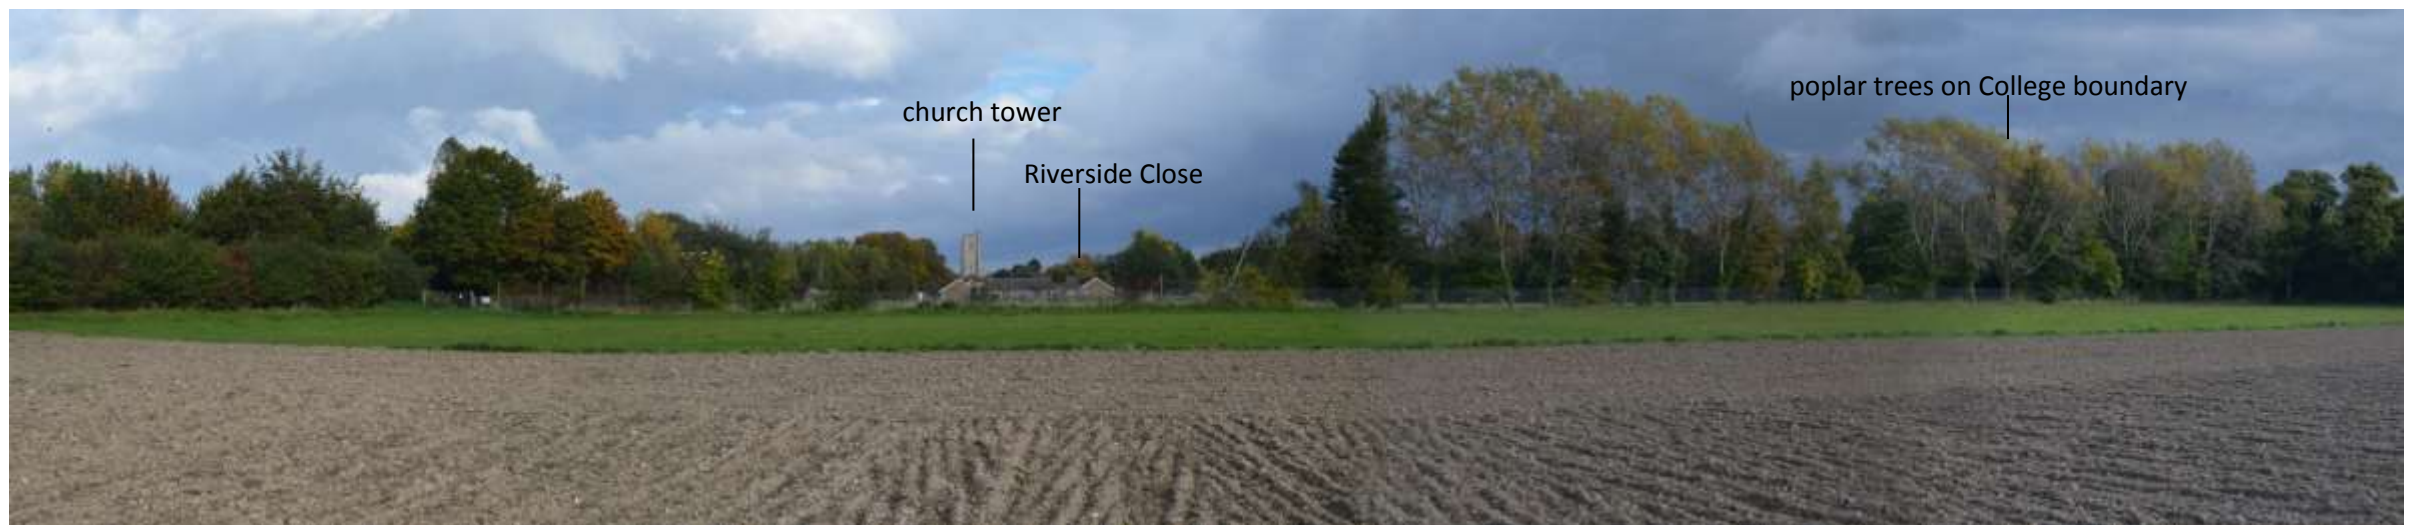 church tower
Riverside Close
poplar trees on College boundary